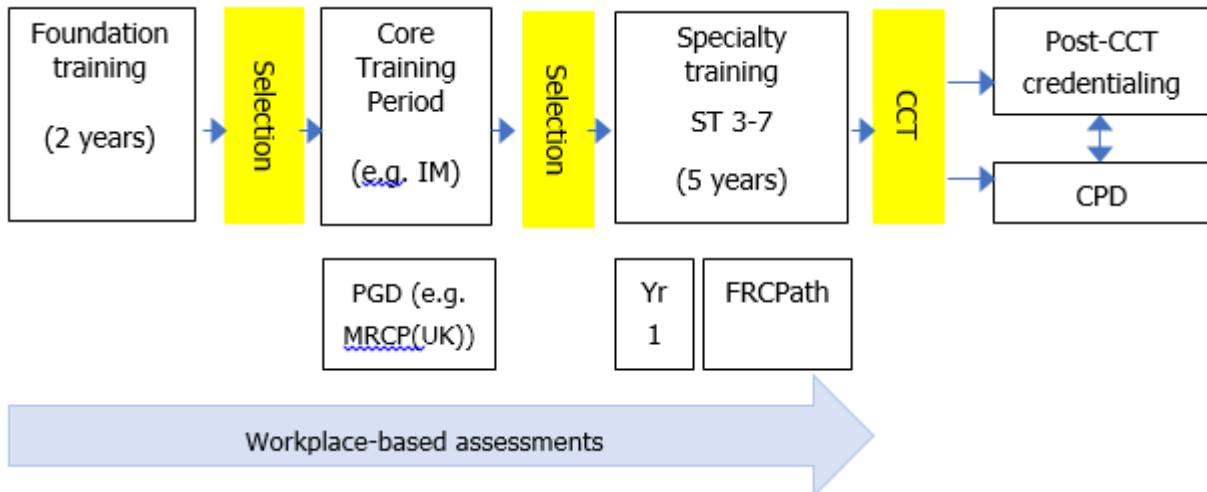 Foundation
training
(2 years)
Selection
Core
Training
Period
(e.g. IM)
Selection
Specialty
training
ST 3-7
(5 years)
CCT
Post-CCT
credentialing
CPD
PGD (e.g.
MRCP(UK))
Yr
1
FRCPath
Workplace-based assessments